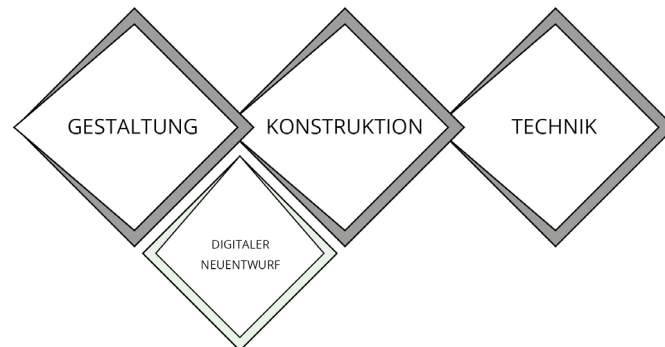 GESTALTUNG
KONSTRUKTION
TECHNIK
DIGITALER
NEUENTWURF